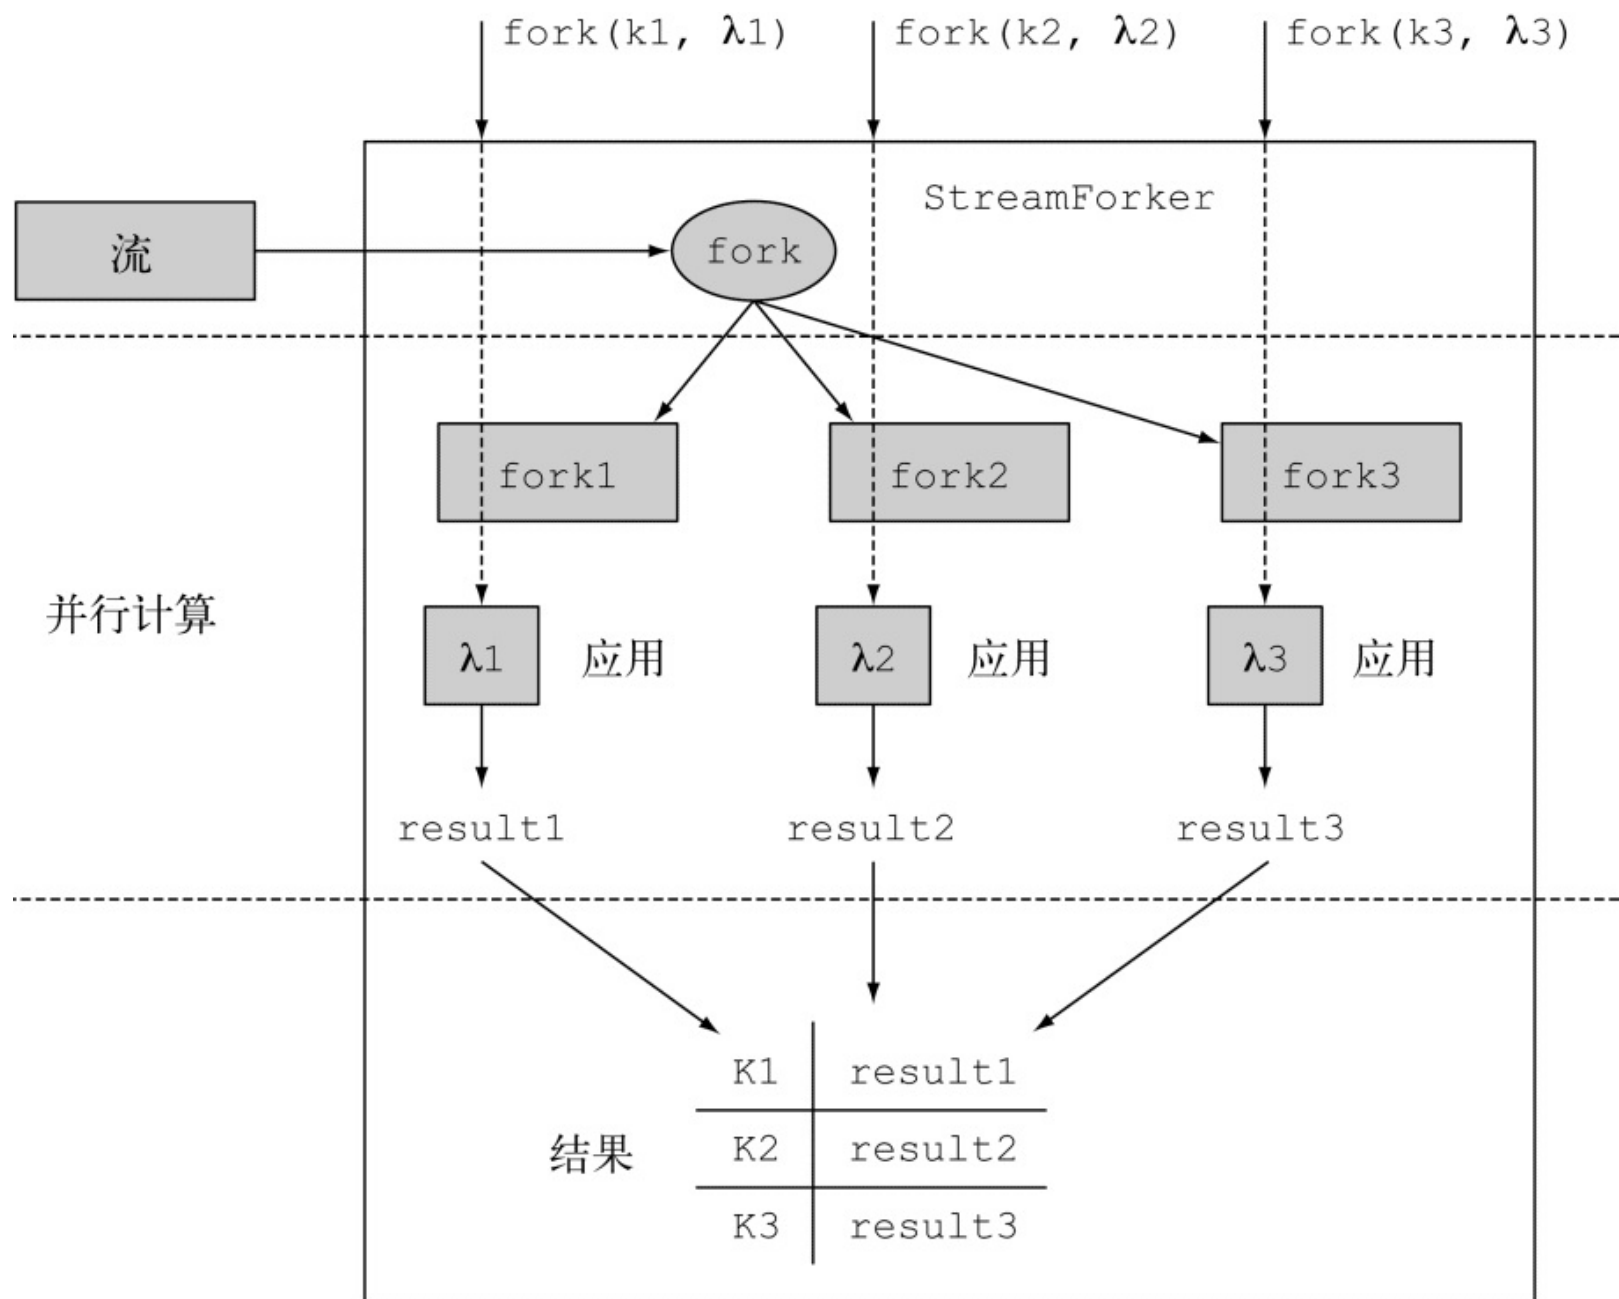 fork(k1, λ1) fork(k2, λ2) fork(k3, λ3)
StreamForker
流
fork
fork1 fork2 fork3
并行计算
λ1 应用 λ2 应用 λ3 应用
result1 result2 result3
K1 result1
结果
K2 result2
K3 result3